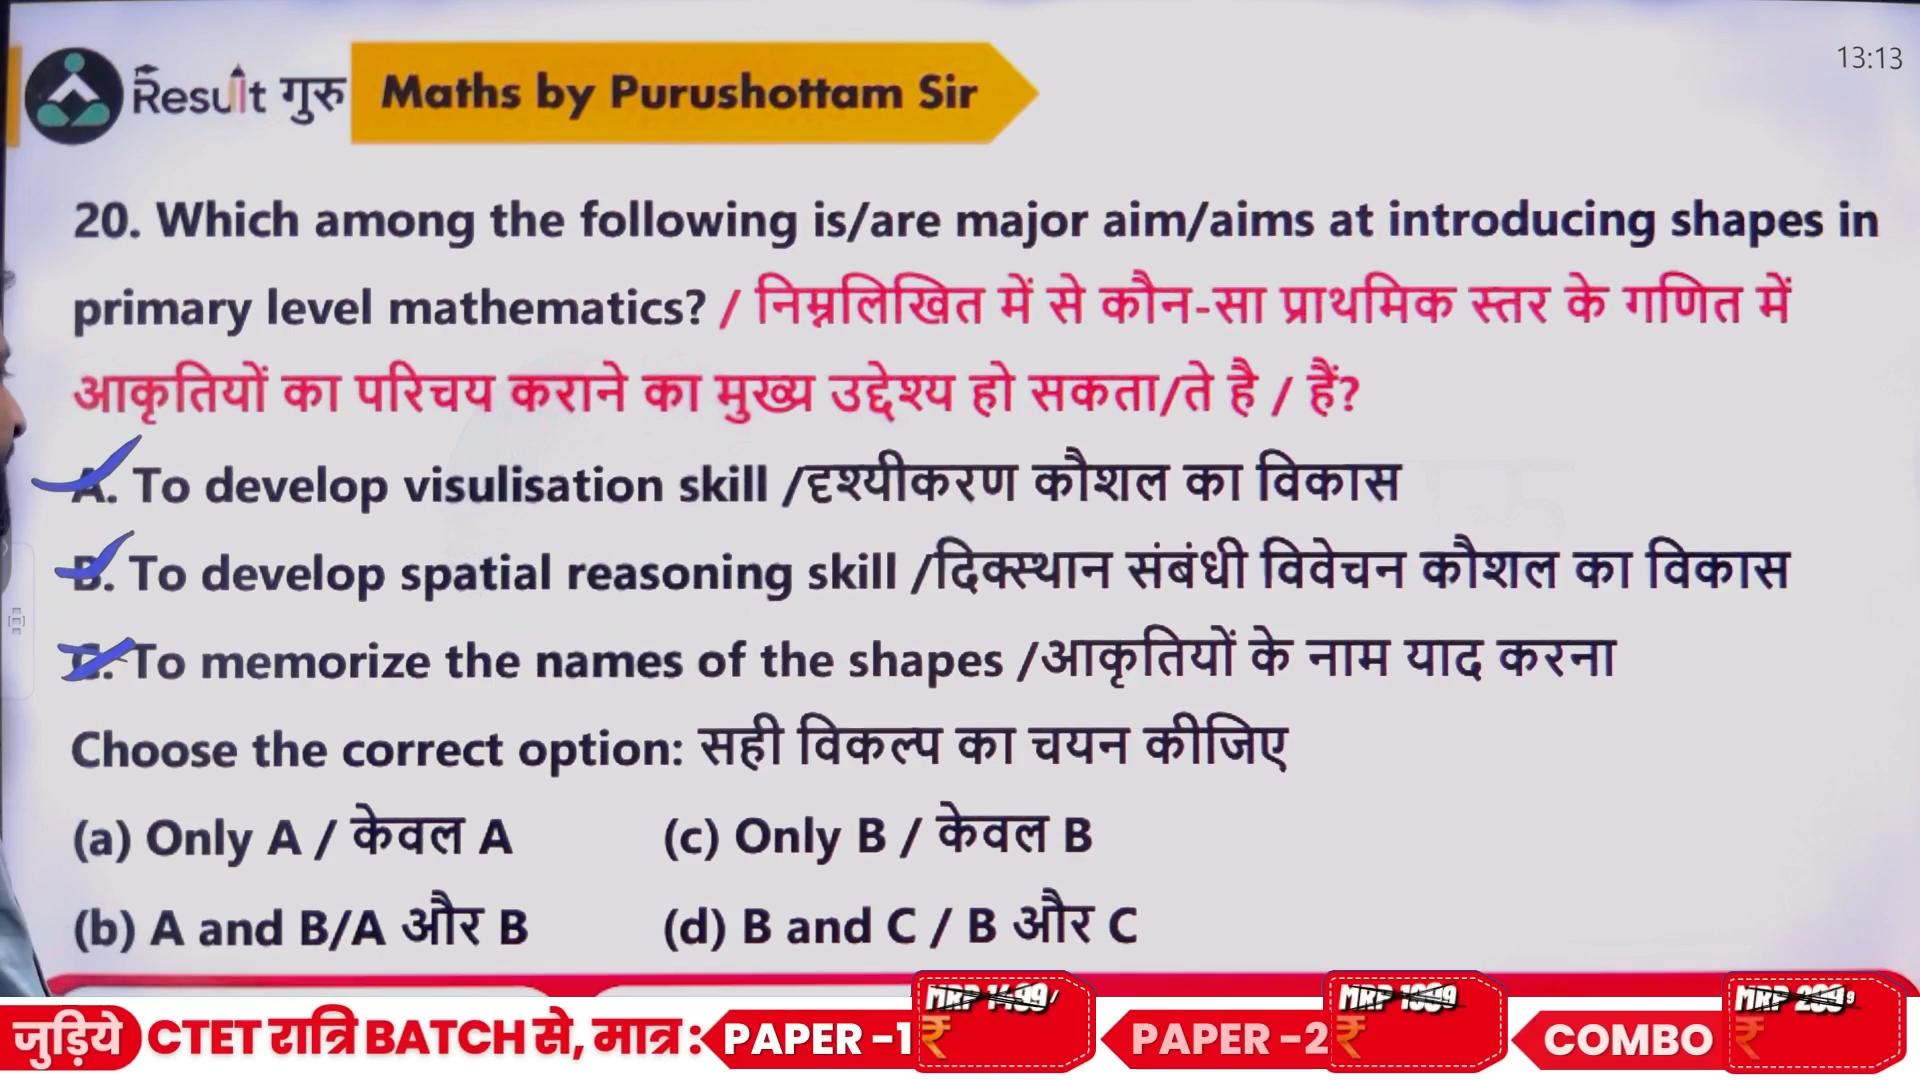 Result गुरु
Maths by Purushottam Sir
13:13
20. Which among the following is/are major aim/aims at introducing shapes in
primary level mathematics? / निम्नलिखित में से कौन-सा प्राथमिक स्तर के गणित में
आकृतियों का परिचय कराने का मुख्य उद्देश्य हो सकता/ते है / हैं?
A. To develop visulisation skill /दृश्यीकरण कौशल का विकास
B. To develop spatial reasoning skill /दिक्स्थान संबंधी विवेचन कौशल का विकास
C. To memorize the names of the shapes /आकृतियों के नाम याद करना
Choose the correct option: सही विकल्प का चयन कीजिए
(a) Only A / केवल A (c) Only B / केवल B
(b) A and B/A और B (d) B and C / B और C
जुड़िये CTET रात्रि BATCH से, मात्र : PAPER -1 MRP 1499/ ₹ PAPER -2 MRP ₹ COMBO MRP ₹